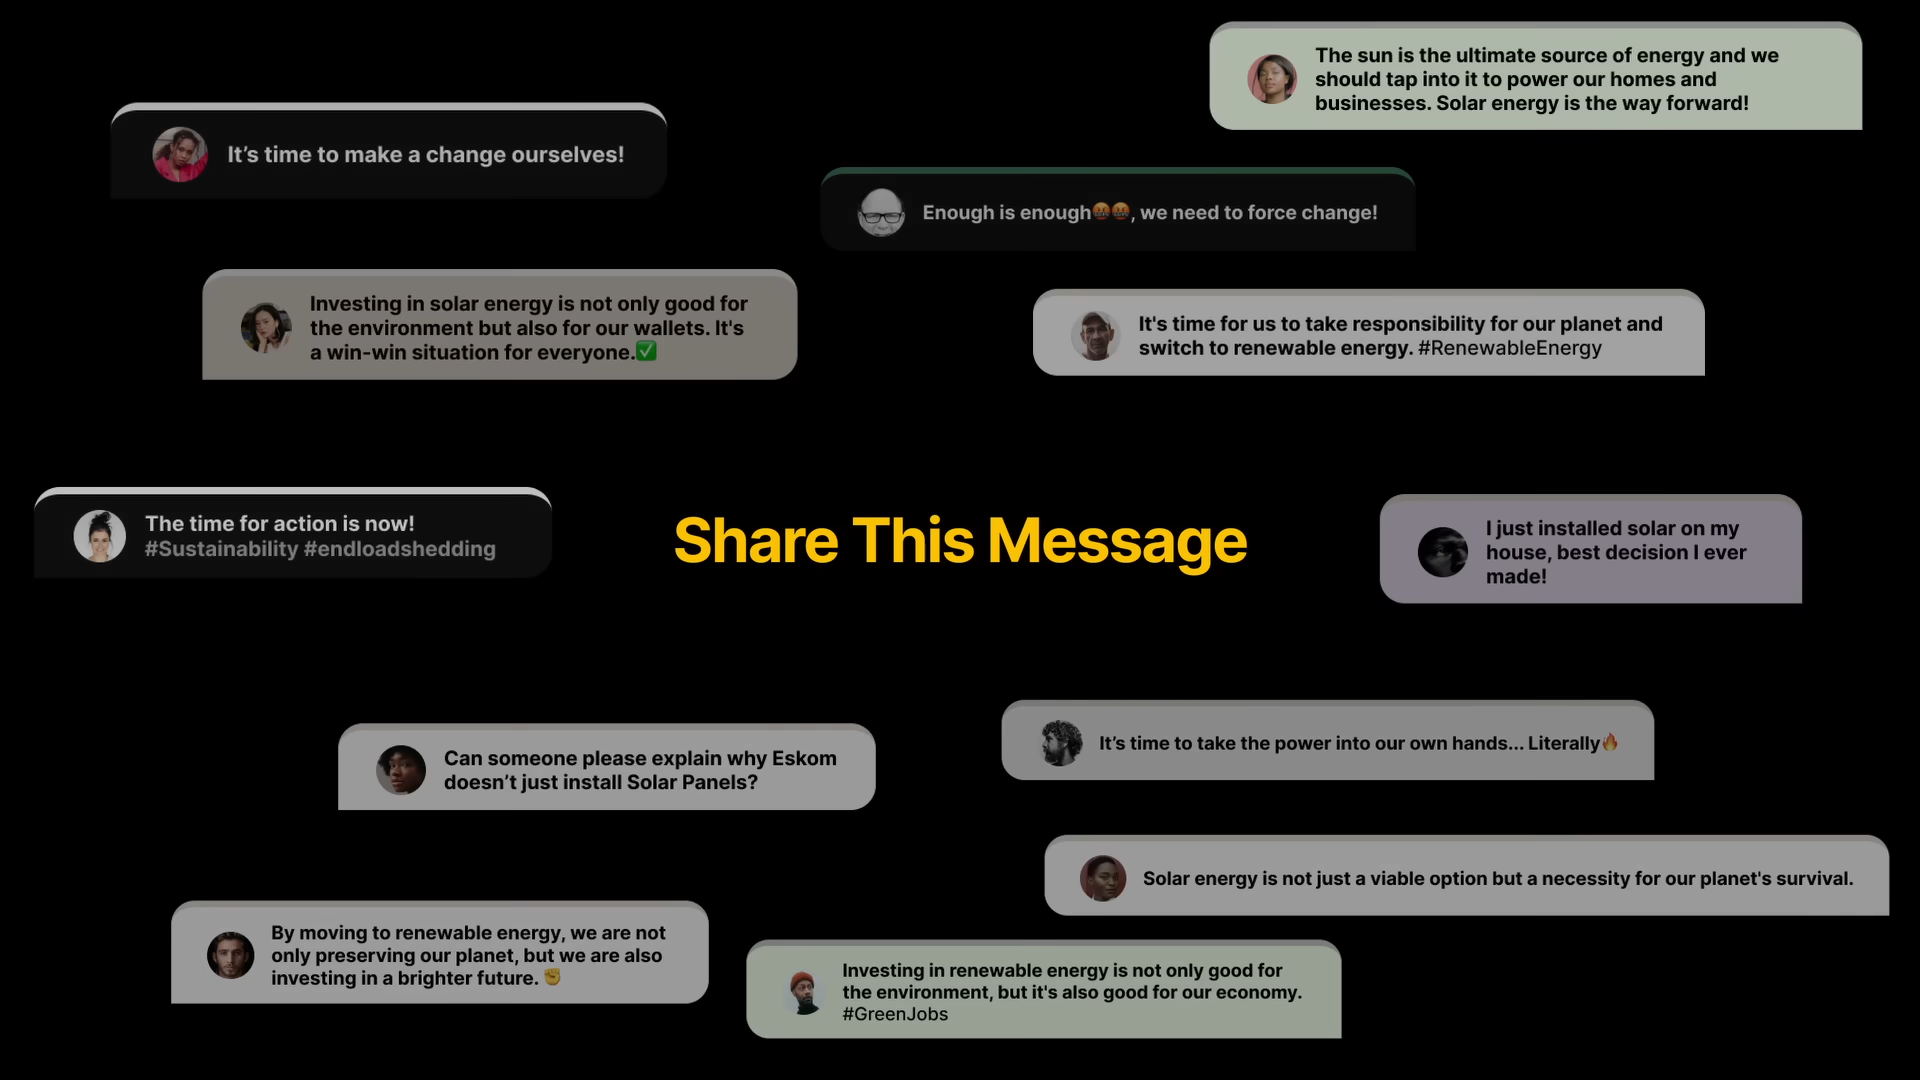 The sun is the ultimate source of energy and we
should tap into it to power our homes and
businesses. Solar energy is the way forward!
It’s time to make a change ourselves!
Enough is enough🤬🤬, we need to force change!
Investing in solar energy is not only good for
the environment but also for our wallets. It's
a win-win situation for everyone.✅
It's time for us to take responsibility for our planet and
switch to renewable energy. #RenewableEnergy
The time for action is now!
#Sustainability #endloadshedding
Share This Message
I just installed solar on my
house, best decision I ever
made!
Can someone please explain why Eskom
doesn’t just install Solar Panels?
It’s time to take the power into our own hands... Literally🔥
Solar energy is not just a viable option but a necessity for our planet's survival.
By moving to renewable energy, we are not
only preserving our planet, but we are also
investing in a brighter future. ✊
Investing in renewable energy is not only good for
the environment, but it's also good for our economy.
#GreenJobs